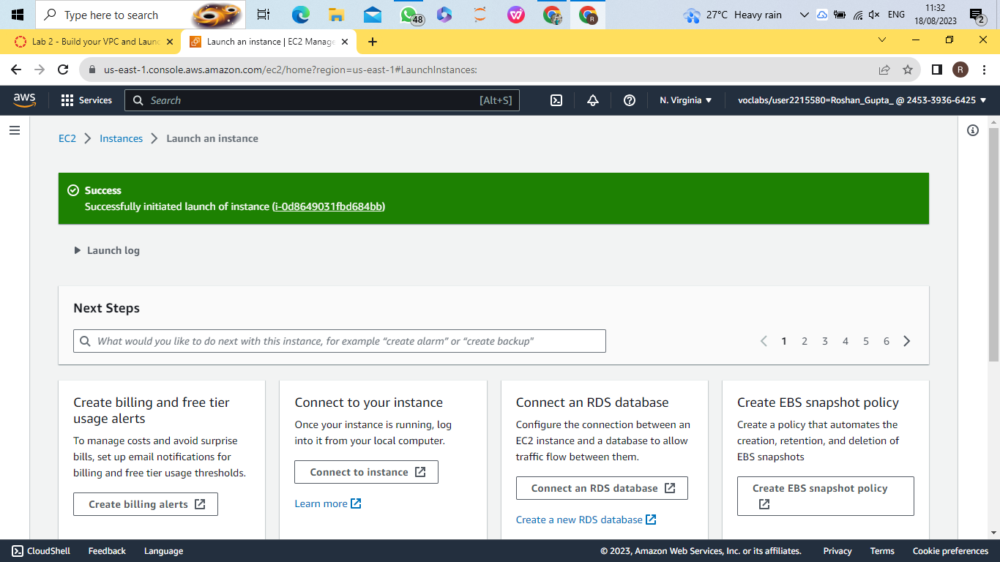 Type here to search
48
27°C Heavy rain
ENG
11:32
18/08/2023
2
Lab 2 - Build your VPC and Laun
Launch an instance | EC2 Manage
us-east-1.console.aws.amazon.com/ec2/home?region=us-east-1#LaunchInstances:
R
aws
Services
Search
[Alt+S]
N. Virginia
voclabs/user2215580=Roshan_Gupta_ @ 2453-3936-6425
EC2
Instances
Launch an instance
Success
Successfully initiated launch of instance (i-0d8649031fbd684bb)
Launch log
Next Steps
What would you like to do next with this instance, for example “create alarm” or “create backup”
1 2 3 4 5 6
Create billing and free tier
usage alerts
To manage costs and avoid surprise
bills, set up email notifications for
billing and free tier usage thresholds.
Create billing alerts
Connect to your instance
Once your instance is running, log
into it from your local computer.
Connect to instance
Learn more
Connect an RDS database
Configure the connection between an
EC2 instance and a database to allow
traffic flow between them.
Connect an RDS database
Create a new RDS database
Create EBS snapshot policy
Create a policy that automates the
creation, retention, and deletion of
EBS snapshots
Create EBS snapshot policy
CloudShell
Feedback
Language
© 2023, Amazon Web Services, Inc. or its affiliates.
Privacy
Terms
Cookie preferences